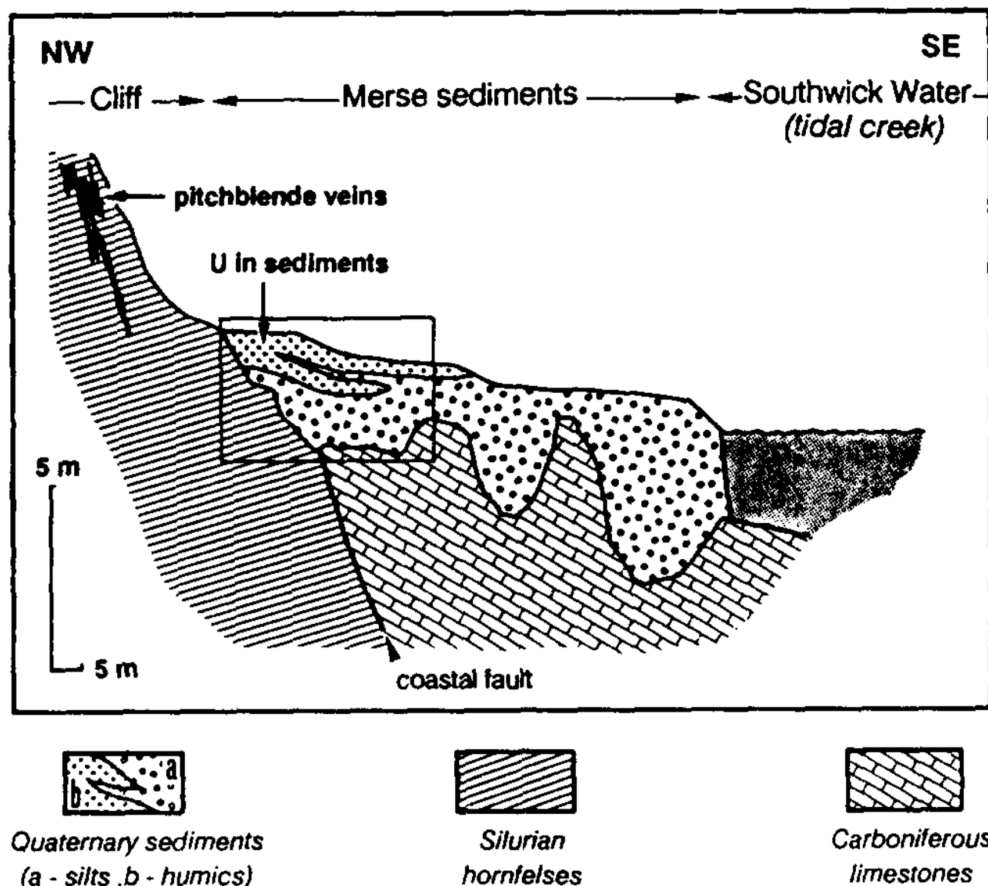 NW
SE
Cliff
Merse sediments
Southwick Water
(tidal creek)
pitchblende veins
U in sediments
5 m
5 m
coastal fault
a
b
Quaternary sediments
(a - silts ,b - humics)
Silurian
hornfelses
Carboniferous
limestones